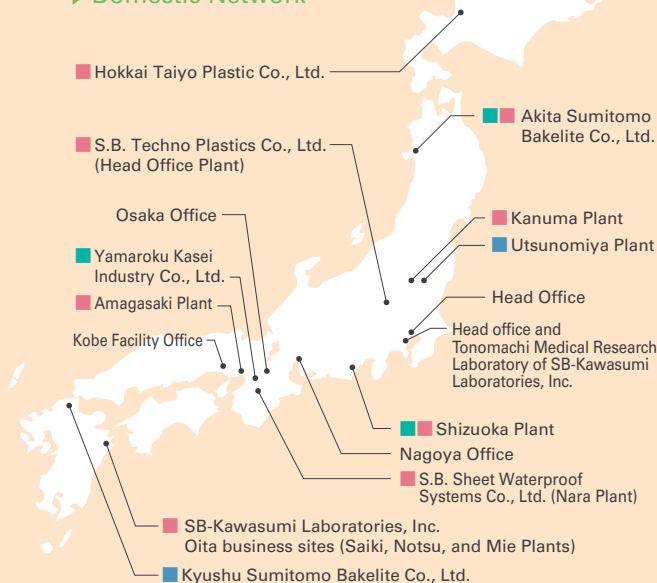 Domestic Network
Hokkai Taiyo Plastic Co., Ltd.
Akita Sumitomo
Bakelite Co., Ltd.
S.B. Techno Plastics Co., Ltd.
(Head Office Plant)
Osaka Office
Kanuma Plant
Utsunomiya Plant
Yamaroku Kasei
Industry Co., Ltd.
Amagasaki Plant
Head Office
Kobe Facility Office
Head office and
Tonomachi Medical Research
Laboratory of SB-Kawasumi
Laboratories, Inc.
Shizuoka Plant
Nagoya Office
S.B. Sheet Waterproof
Systems Co., Ltd. (Nara Plant)
SB-Kawasumi Laboratories, Inc.
Oita business sites (Saiki, Notsu, and Mie Plants)
Kyushu Sumitomo Bakelite Co., Ltd.